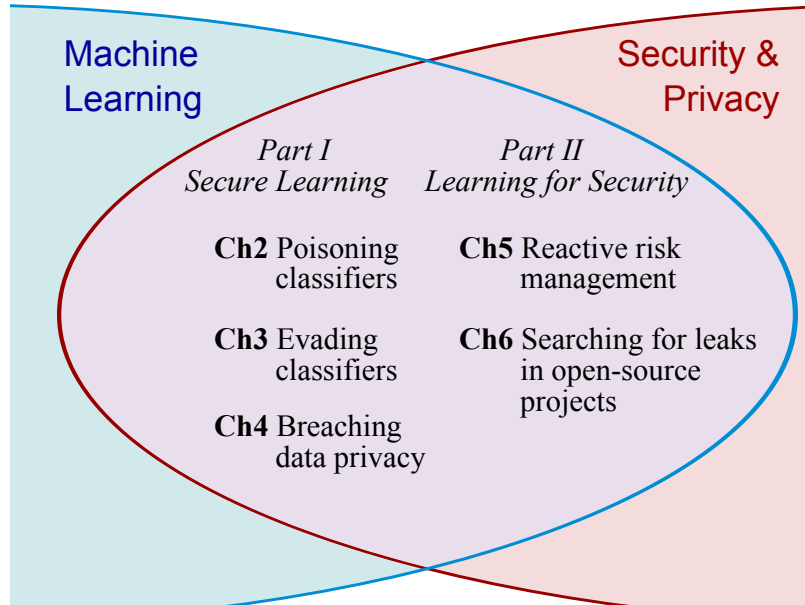 Machine
Learning
Security &
Privacy
Part I
Secure Learning
Ch2 Poisoning
classifiers
Ch3 Evading
classifiers
Ch4 Breaching
data privacy
Part II
Learning for Security
Ch5 Reactive risk
management
Ch6 Searching for leaks
in open-source
projects